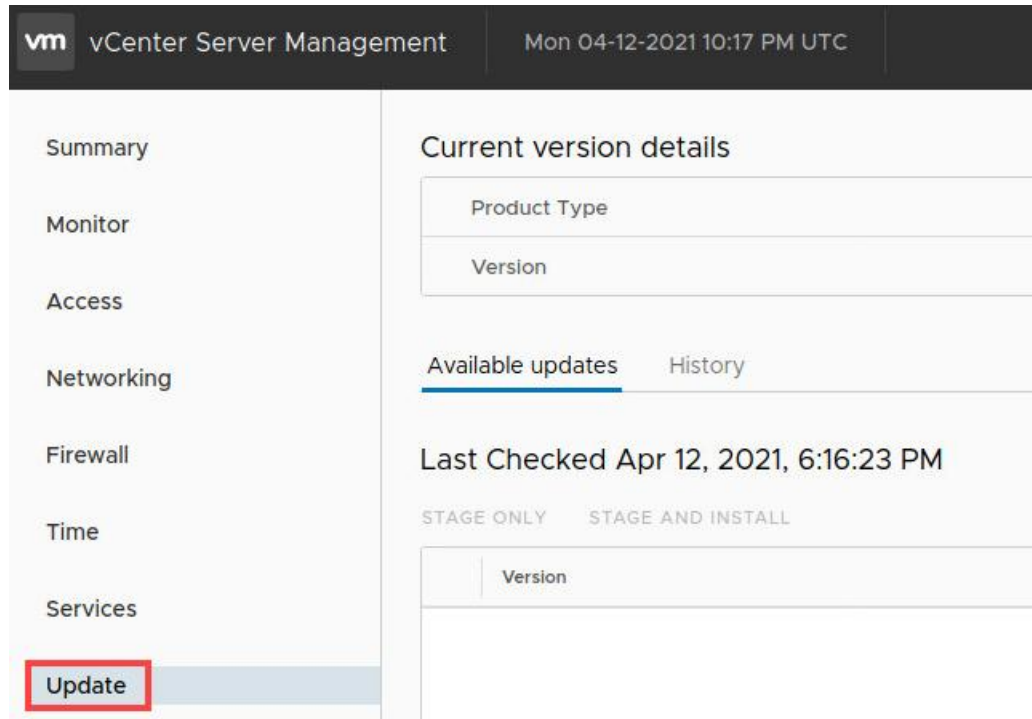 vm vCenter Server Management Mon 04-12-2021 10:17 PM UTC
Summary
Monitor
Access
Networking
Firewall
Time
Services
Update
Current version details
Product Type
Version
Available updates History
Last Checked Apr 12, 2021, 6:16:23 PM
STAGE ONLY STAGE AND INSTALL
Version